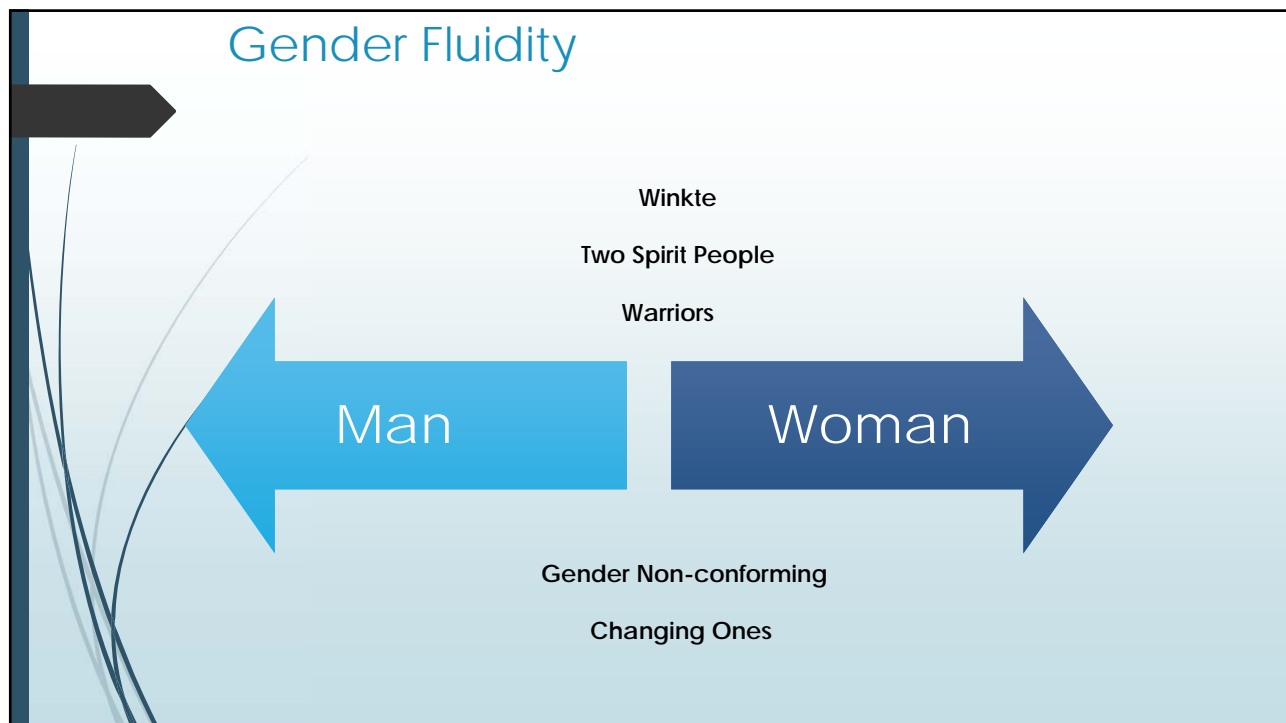 Gender Fluidity
Winkte
Two Spirit People
Warriors
Man
Woman
Gender Non-conforming
Changing Ones